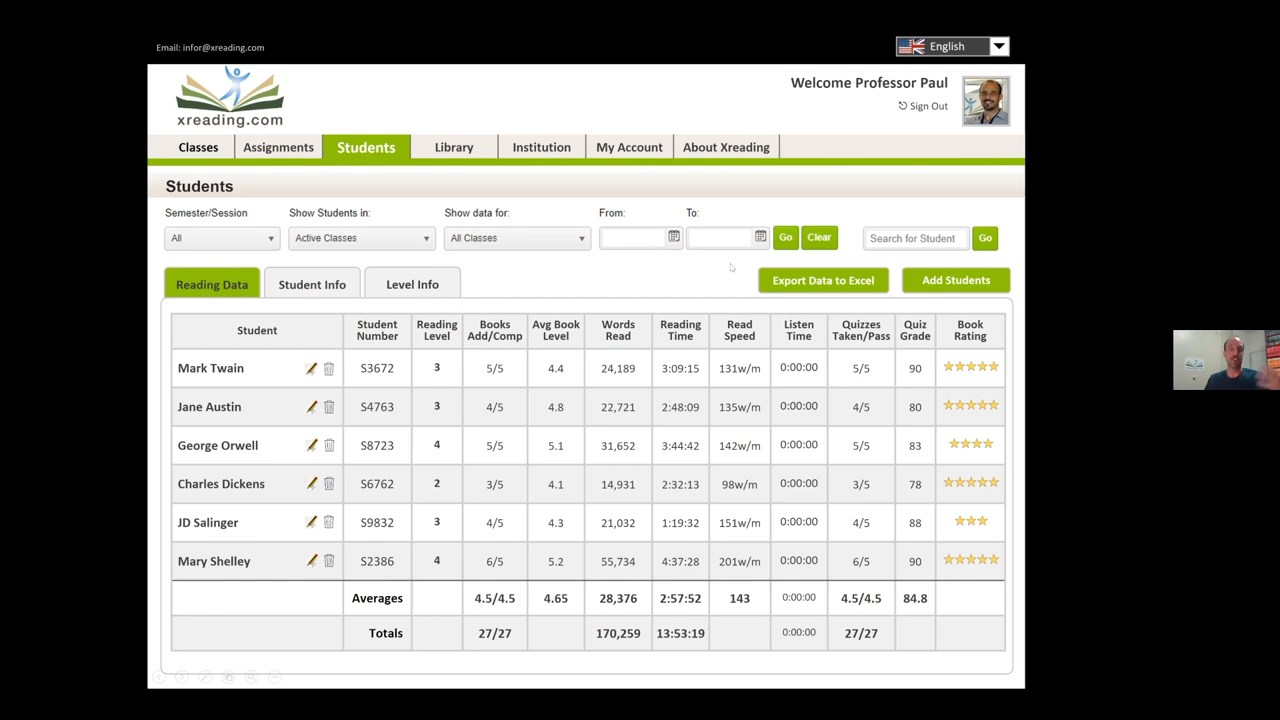 Email: infor@xreading.com
English
xreading.com
Welcome Professor Paul
Sign Out
Classes Assignments Students Library Institution My Account About Xreading
Students
Semester/Session Show Students in: Show data for: From: To:
All Active Classes All Classes Go Clear Search for Student Go
Reading Data Student Info Level Info Export Data to Excel Add Students
Student Student Number Reading Level Books Add/Comp Avg Book Level Words Read Reading Time Read Speed Listen Time Quizzes Taken/Pass Quiz Grade Book Rating
Mark Twain S3672 3 5/5 4.4 24,189 3:09:15 131w/m 0:00:00 5/5 90
Jane Austin S4763 3 4/5 4.8 22,721 2:48:09 135w/m 0:00:00 4/5 80
George Orwell S8723 4 5/5 5.1 31,652 3:44:42 142w/m 0:00:00 5/5 83
Charles Dickens S6762 2 3/5 4.1 14,931 2:32:13 98w/m 0:00:00 3/5 78
JD Salinger S9832 3 4/5 4.3 21,032 1:19:32 151w/m 0:00:00 4/5 88
Mary Shelley S2386 4 6/5 5.2 55,734 4:37:28 201w/m 0:00:00 6/5 90
Averages 4.5/4.5 4.65 28,376 2:57:52 143 0:00:00 4.5/4.5 84.8
Totals 27/27 170,259 13:53:19 0:00:00 27/27